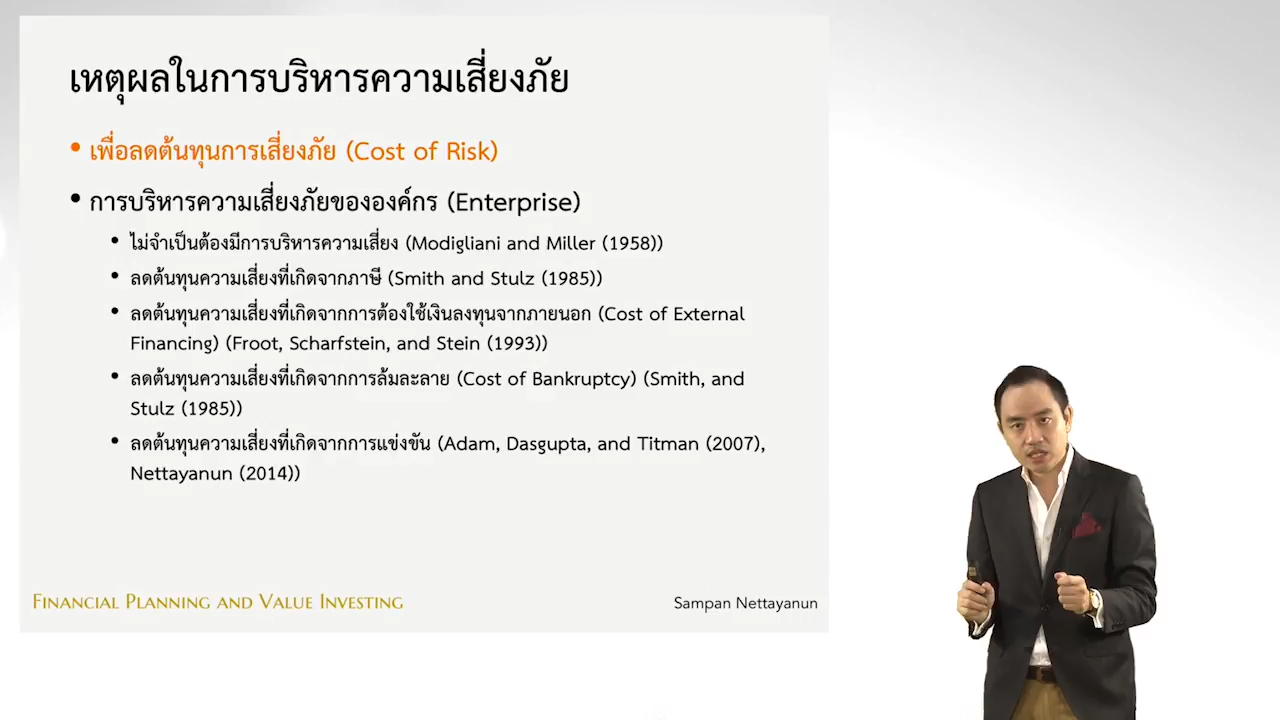 เหตุผลในการบริหารความเสี่ยงภัย
• เพื่อลดต้นทุนการเสี่ยงภัย (Cost of Risk)
• การบริหารความเสี่ยงภัยขององค์กร (Enterprise)
• ไม่จำเป็นต้องมีการบริหารความเสี่ยง (Modigliani and Miller (1958))
• ลดต้นทุนความเสี่ยงที่เกิดจากภาษี (Smith and Stulz (1985))
• ลดต้นทุนความเสี่ยงที่เกิดจากการต้องใช้เงินลงทุนจากภายนอก (Cost of External
Financing) (Froot, Scharfstein, and Stein (1993))
• ลดต้นทุนความเสี่ยงที่เกิดจากการล้มละลาย (Cost of Bankruptcy) (Smith, and
Stulz (1985))
• ลดต้นทุนความเสี่ยงที่เกิดจากการแข่งขัน (Adam, Dasgupta, and Titman (2007),
Nettayanun (2014))
Financial Planning and Value Investing
Sampan Nettayanun